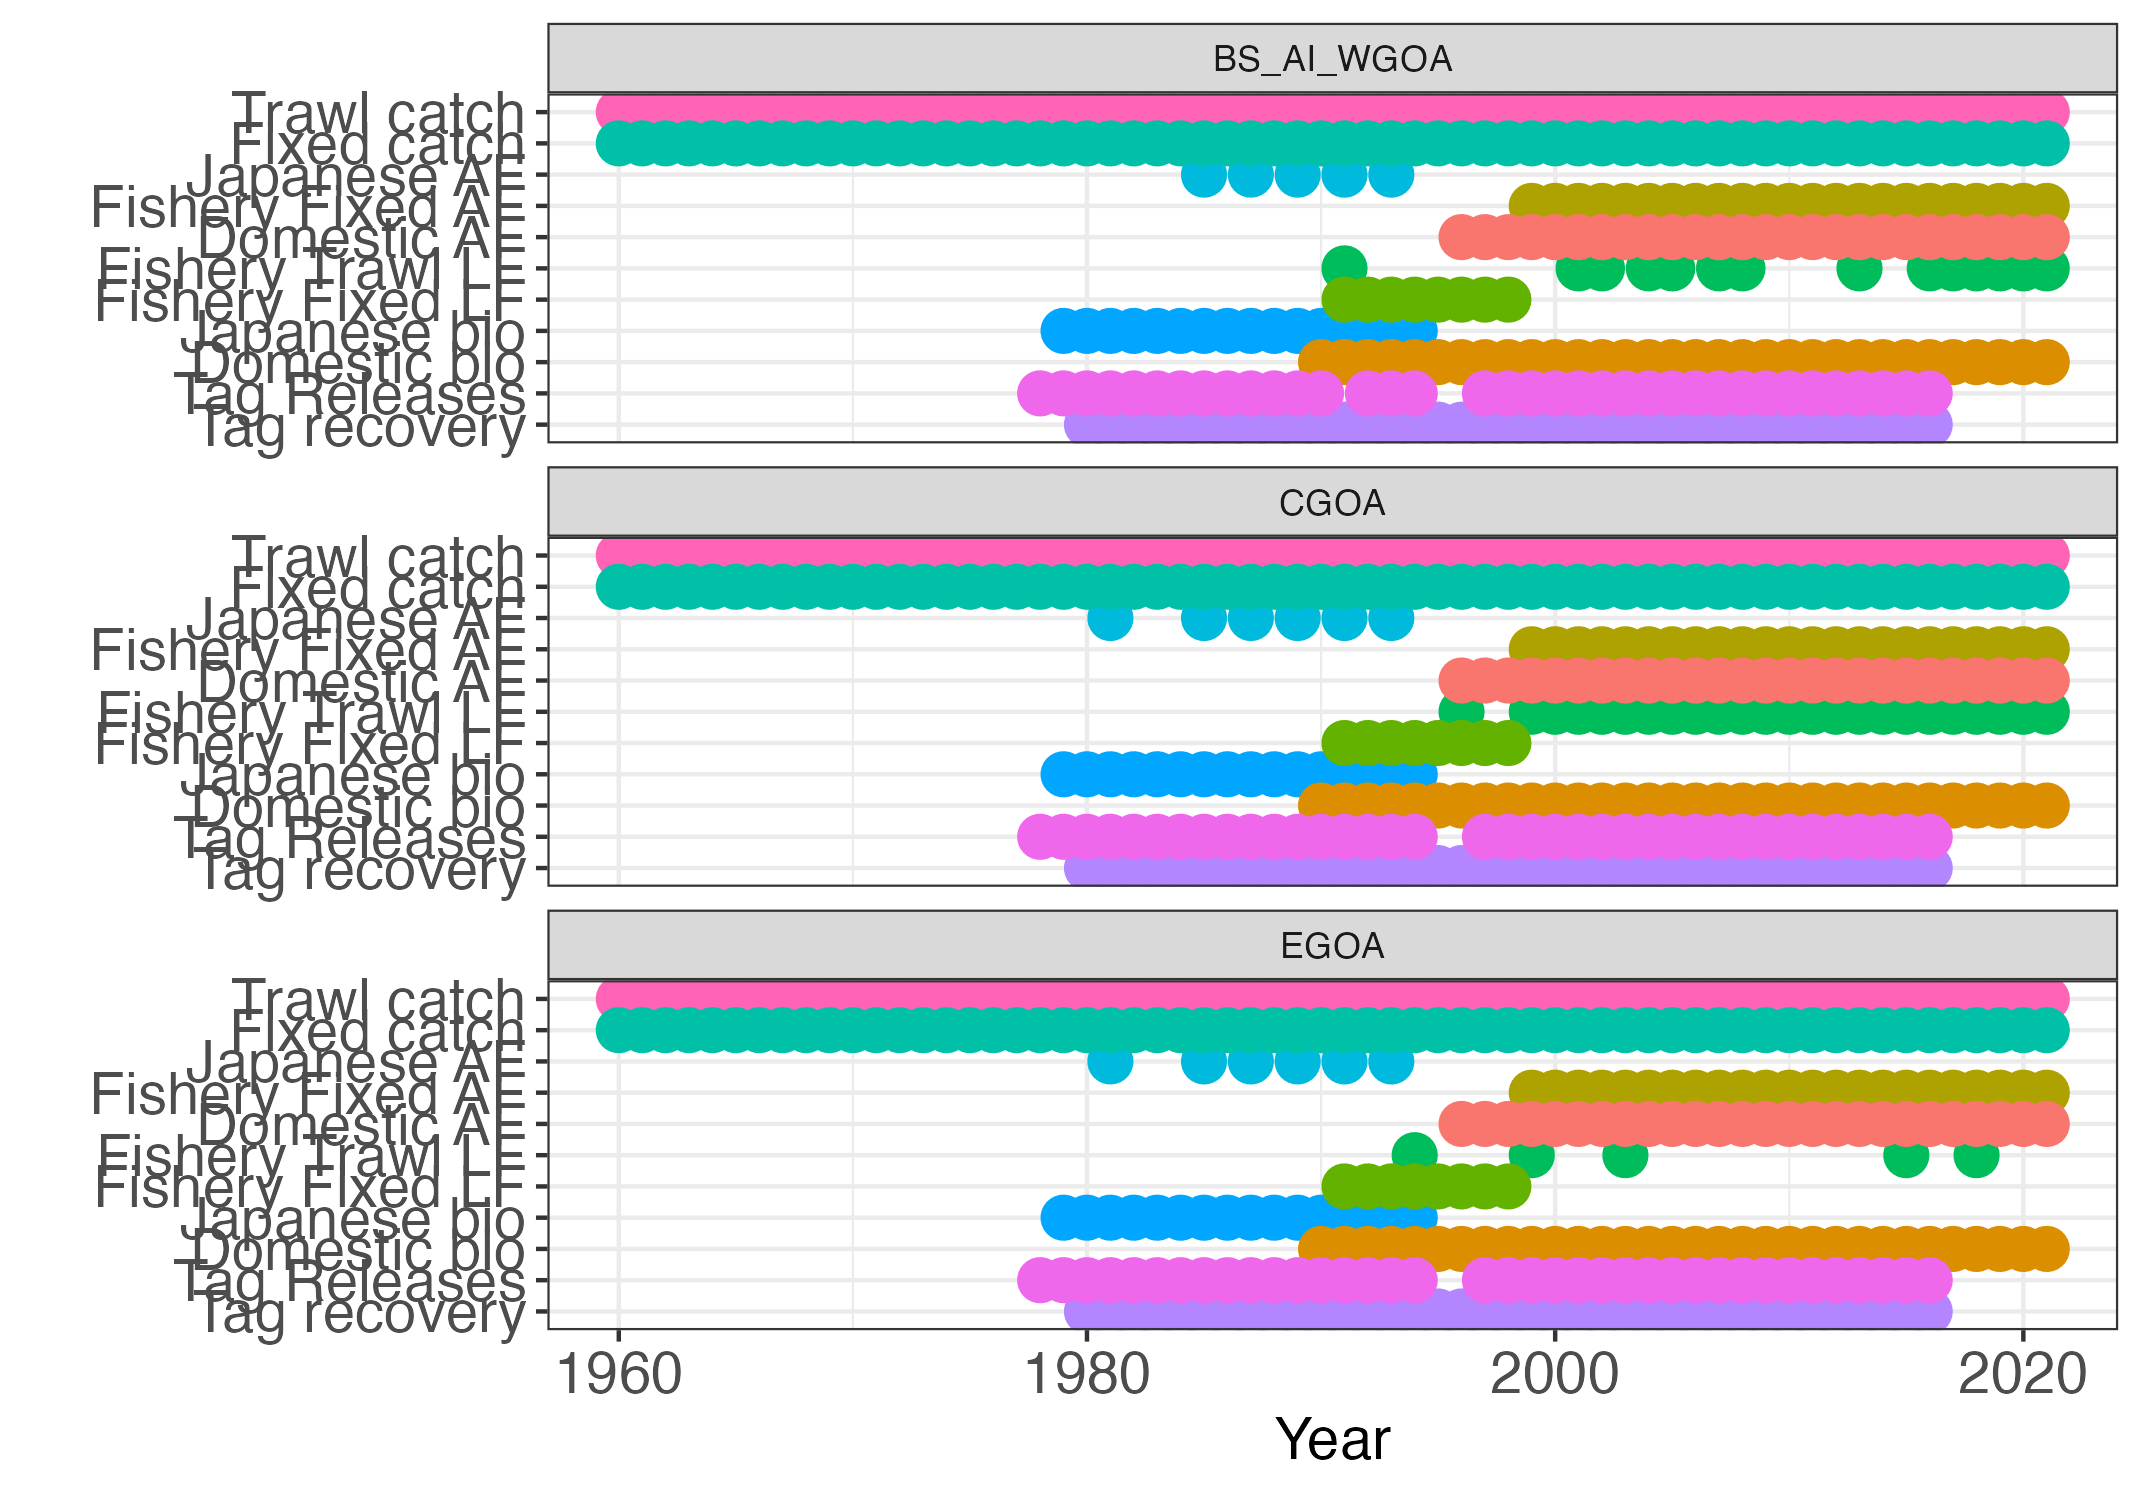 BS_AI_WGOA
Trawl catch
Fixed catch
Japanese AF
Fishery Fixed AF
Domestic AF
Fishery Trawl LF
Fishery Fixed LF
Japanese bio
Domestic bio
Tag Releases
Tag recovery
CGOA
Trawl catch
Fixed catch
Japanese AF
Fishery Fixed AF
Domestic AF
Fishery Trawl LF
Fishery Fixed LF
Japanese bio
Domestic bio
Tag Releases
Tag recovery
EGOA
Trawl catch
Fixed catch
Japanese AF
Fishery Fixed AF
Domestic AF
Fishery Trawl LF
Fishery Fixed LF
Japanese bio
Domestic bio
Tag Releases
Tag recovery
1960 1980 2000 2020
Year